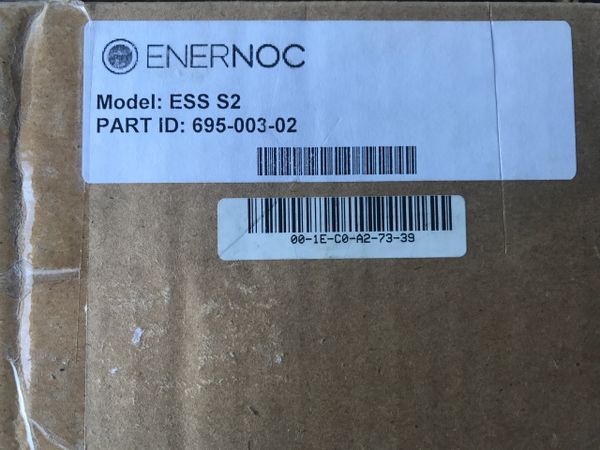 ENERNOC
Model: ESS S2
PART ID: 695-003-02
00-1E-C0-A2-73-39